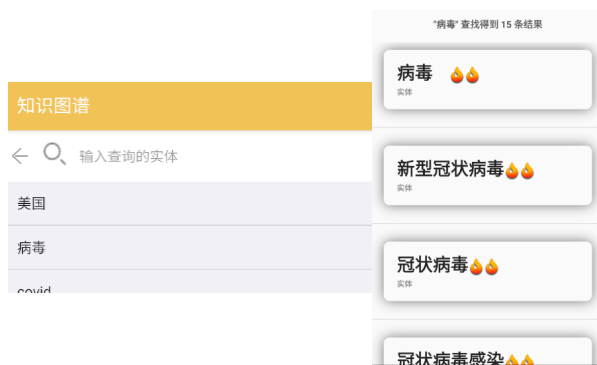 知识图谱
输入查询的实体
美国
病毒
covid
"病毒" 查找得到 15 条结果
病毒
实体
新型冠状病毒
实体
冠状病毒
实体
冠状病毒感染